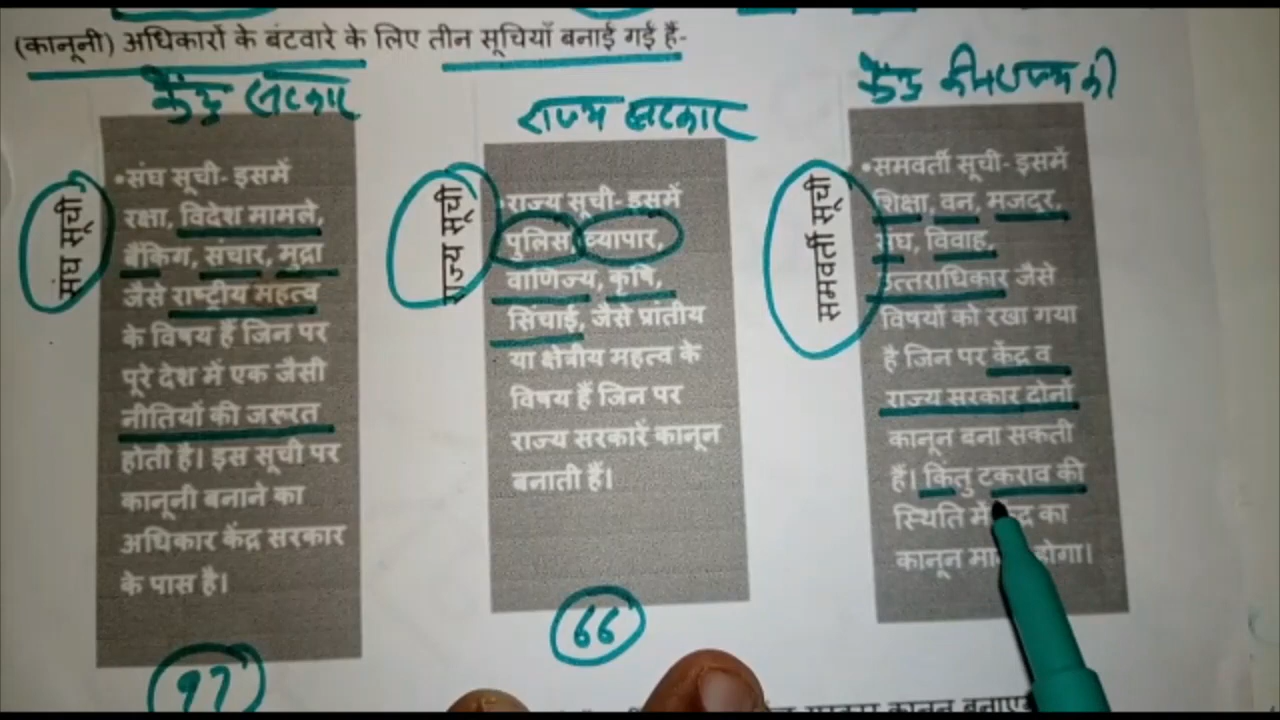 (कानूनी) अधिकारों के बंटवारे के लिए तीन सूचियाँ बनाई गई हैं-
केंद्र सरकार
संघ सूची
•संघ सूची- इसमें
रक्षा, विदेश मामले,
बैंकिग, संचार, मुद्रा
जैसे राष्ट्रीय महत्व
के विषय हैं जिन पर
पूरे देश में एक जैसी
नीतियों की जरूरत
होती है। इस सूची पर
कानूनी बनाने का
अधिकार केंद्र सरकार
के पास है।
97
राज्य सरकार
राज्य सूची
•राज्य सूची- इसमें
पुलिस, व्यापार,
वाणिज्य, कृषि,
सिंचाई, जैसे प्रांतीय
या क्षेत्रीय महत्व के
विषय हैं जिन पर
राज्य सरकारें कानून
बनाती हैं।
66
केंद्र की राज्य की
समवर्ती सूची
•समवर्ती सूची- इसमें
शिक्षा, वन, मजदूर,
संघ, विवाह,
उत्तराधिकार जैसे
विषयों को रखा गया
है जिन पर केंद्र व
राज्य सरकार दोनों
कानून बना सकती
हैं। किंतु टकराव की
स्थिति में केंद्र का
कानून होगा।